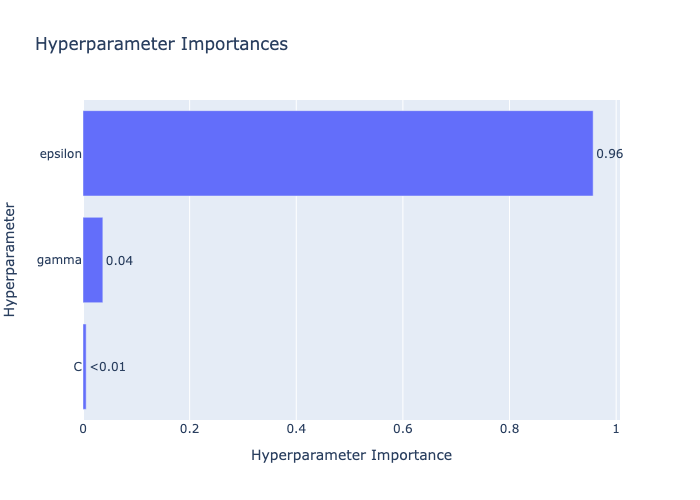 Hyperparameter Importances
Hyperparameter
epsilon
0.96
gamma
0.04
C
<0.01
0
0.2
0.4
0.6
0.8
1
Hyperparameter Importance